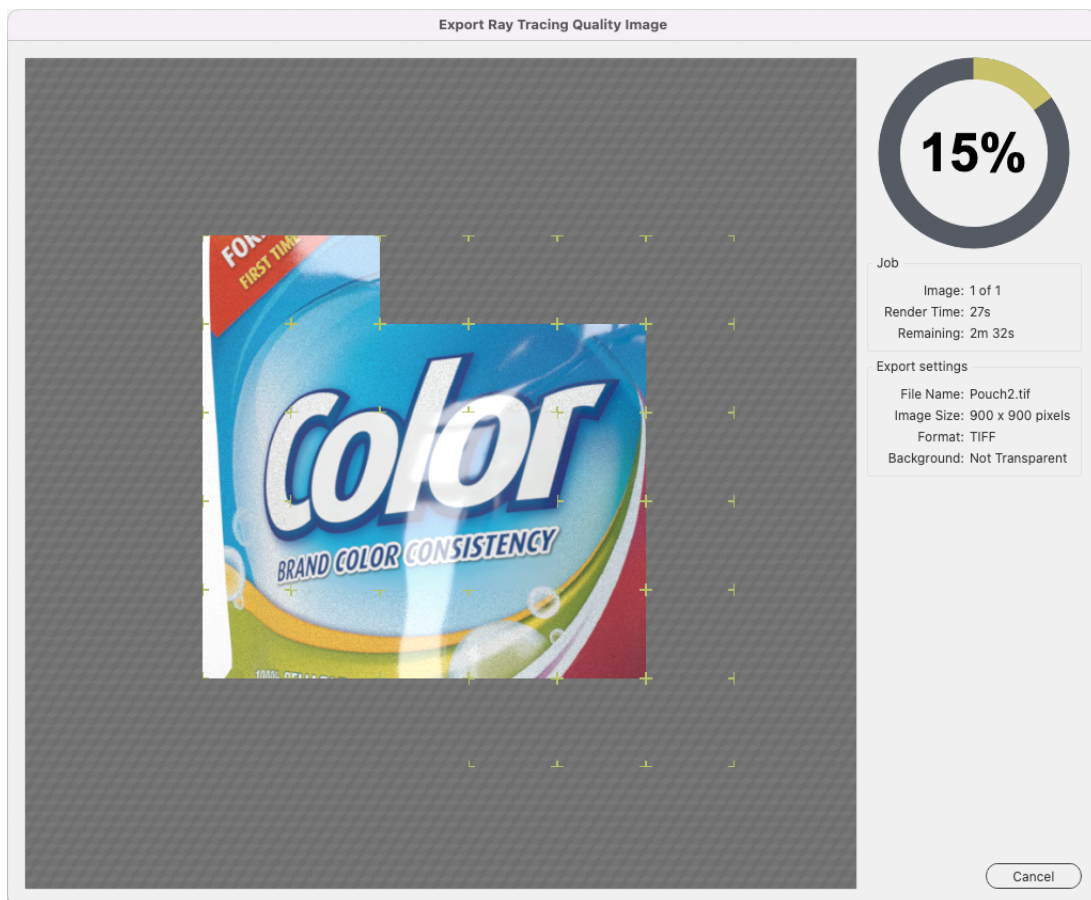 Export Ray Tracing Quality Image
15%
Job
Image: 1 of 1
Render Time: 27s
Remaining: 2m 32s
Export settings
File Name: Pouch2.tif
Image Size: 900 x 900 pixels
Format: TIFF
Background: Not Transparent
FIRST TIME
Color
BRAND COLOR CONSISTENCY
100%
Cancel